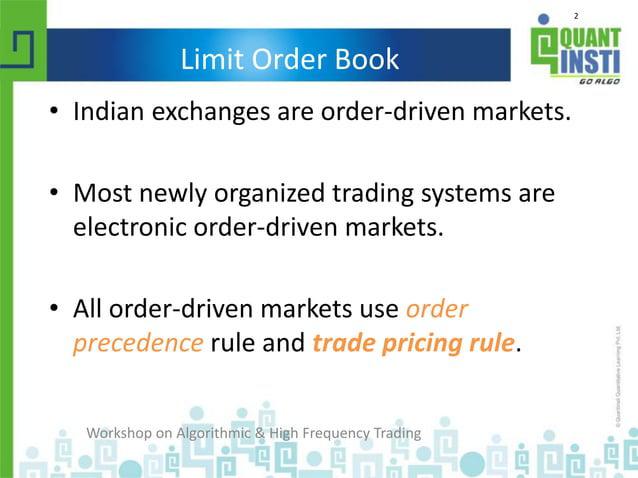 2
QUANT
INSTI
GO ALGO
Limit Order Book
• Indian exchanges are order-driven markets.
• Most newly organized trading systems are
electronic order-driven markets.
• All order-driven markets use order
precedence rule and trade pricing rule.
© QuantInsti Quantitative Learning Pvt. Ltd.
Workshop on Algorithmic & High Frequency Trading